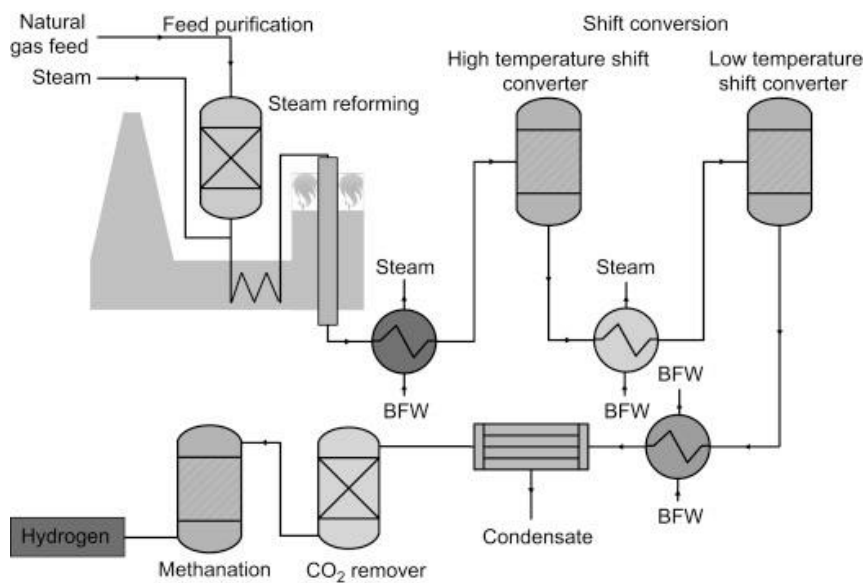 Natural
gas feed
Feed purification
Steam
Steam reforming
Shift conversion
High temperature shift
converter
Low temperature
shift converter
Steam
BFW
Steam
BFW
BFW
BFW
Condensate
CO₂ remover
Methanation
Hydrogen